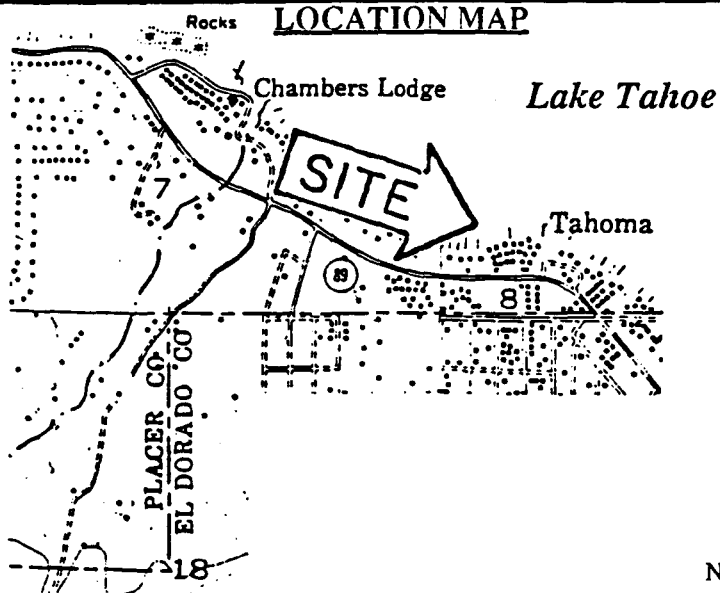 Rocks
LOCATION MAP
Chambers Lodge
Lake Tahoe
SITE
7
Tahoma
89
8
PLACER CO
EL DORADO CO
18
N